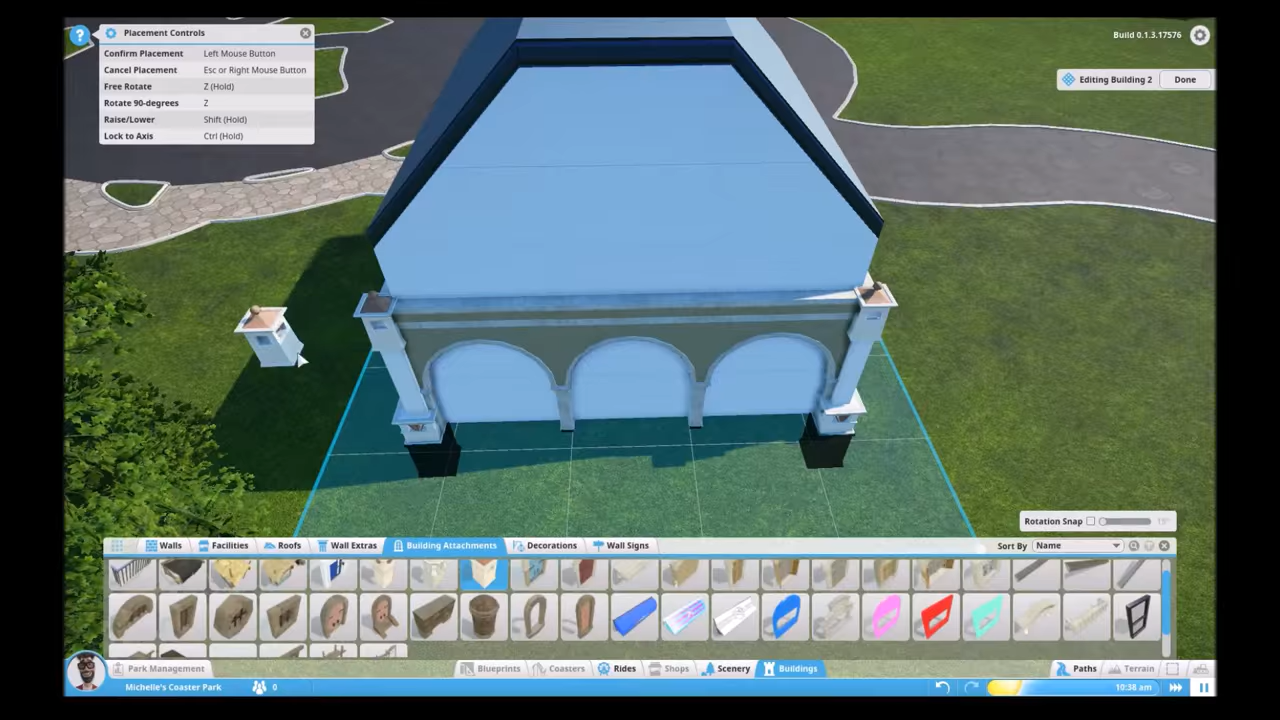 ? Placement Controls
Confirm Placement Left Mouse Button
Cancel Placement Esc or Right Mouse Button
Free Rotate Z (Hold)
Rotate 90-degrees Z
Raise/Lower Shift (Hold)
Lock to Axis Ctrl (Hold)
Build 0.1.3.17576
Editing Building 2 Done
Rotation Snap 15°
Walls Facilities Roofs Wall Extras Building Attachments Decorations Wall Signs Sort By Name
Park Management Blueprints Coasters Rides Shops Scenery Buildings Paths Terrain
Michelle's Coaster Park 0 10:38 am